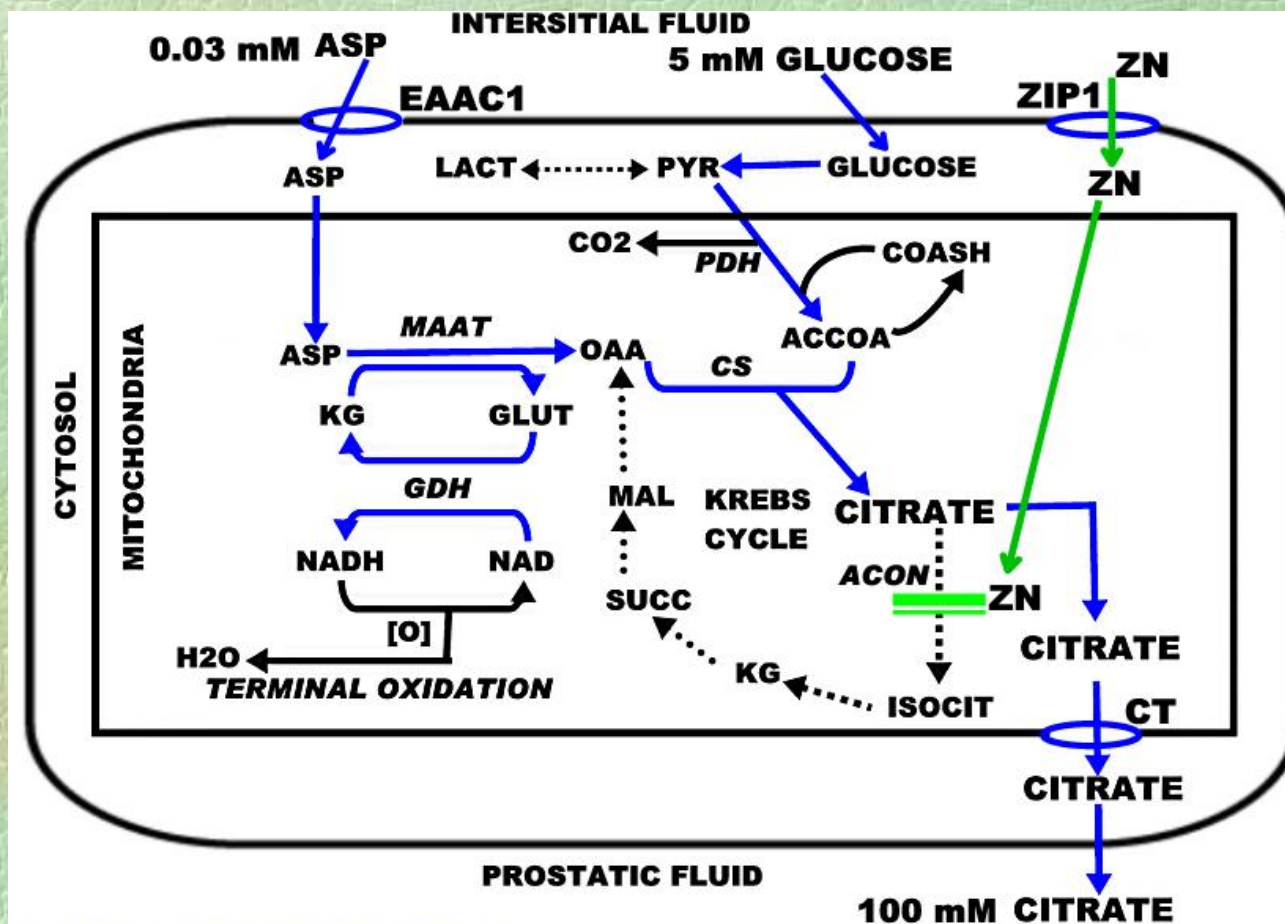 INTERSITIAL FLUID
0.03 mM ASP
5 mM GLUCOSE
ZN
EAAC1
ZIP1
ASP
LACT
PYR
GLUCOSE
ZN
CO2
PDH
COASH
MAAT
ASP
OAA
ACCOA
CS
KG
GLUT
GDH
MAL
KREBS
CYCLE
CITRATE
NADH
NAD
ACON
SUCC
ZN
[O]
H2O
TERMINAL OXIDATION
KG
ISOCIT
CITRATE
CT
CITRATE
CYTOSOL
MITOCHONDRIA
PROSTATIC FLUID
100 mM CITRATE